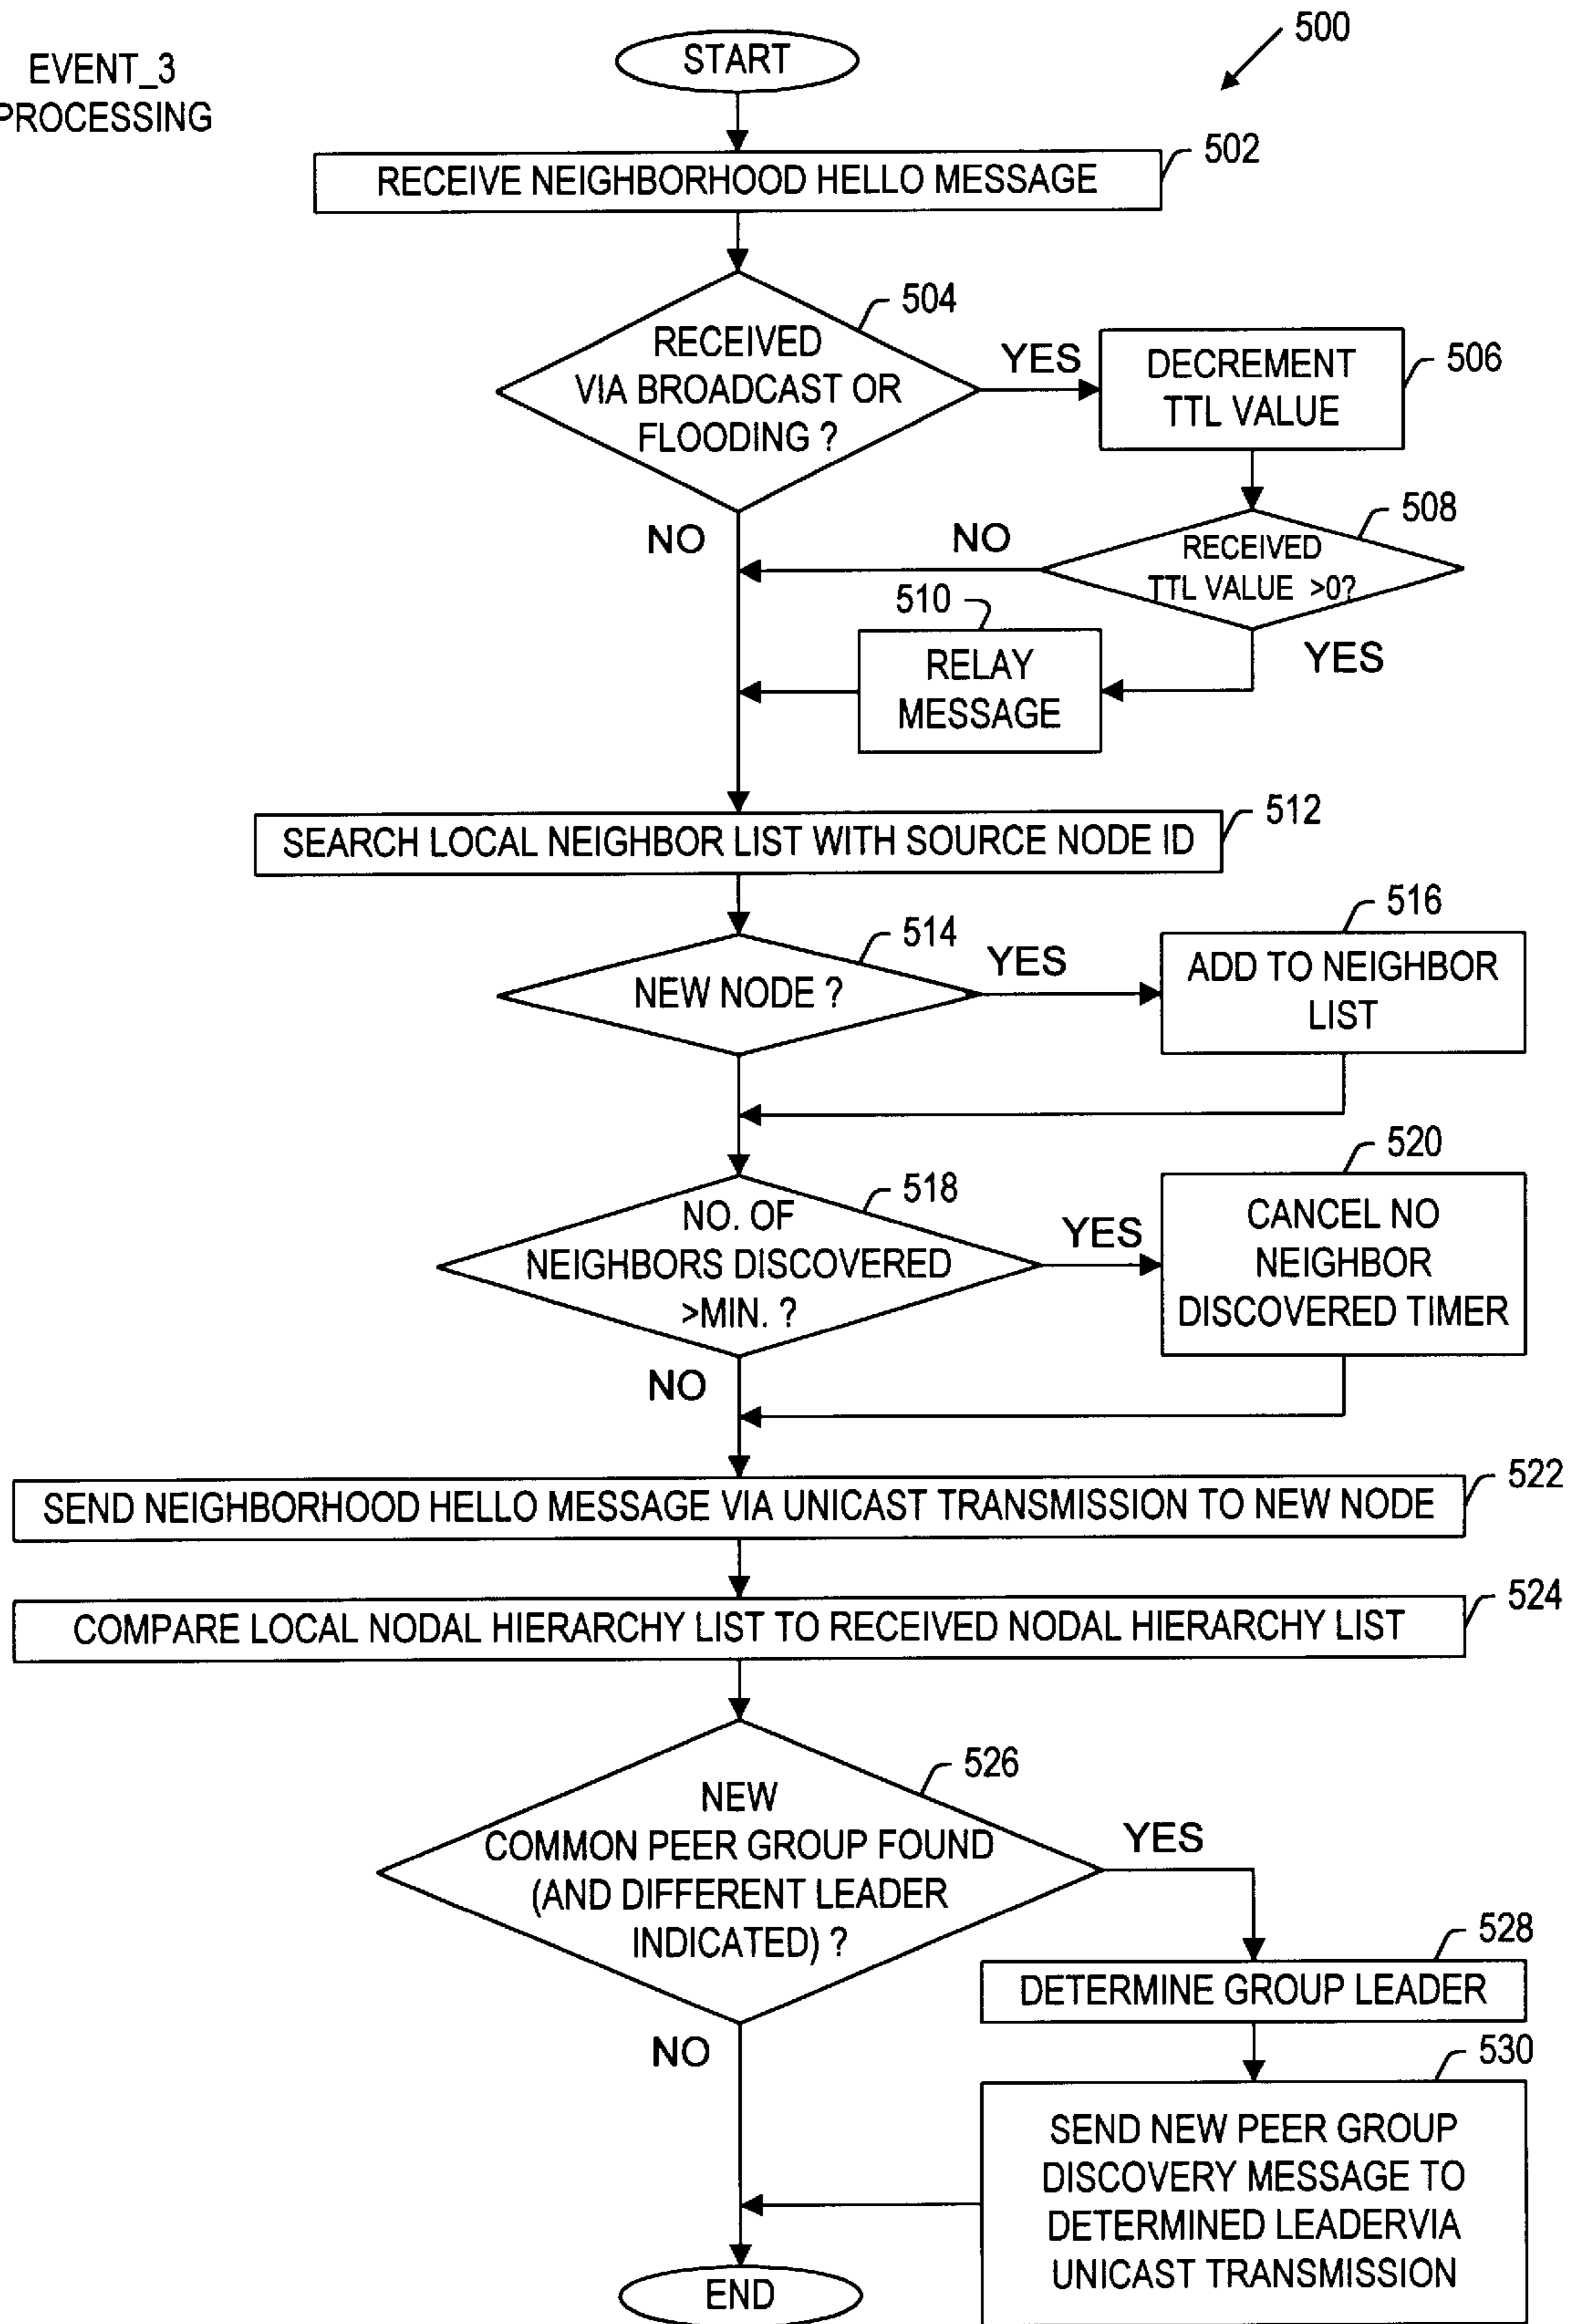 EVENT_3
PROCESSING
START
500
RECEIVE NEIGHBORHOOD HELLO MESSAGE
502
504
RECEIVED
VIA BROADCAST OR
FLOODING ?
YES
DECREMENT
TTL VALUE
506
NO
NO
508
RECEIVED
TTL VALUE >0?
510
RELAY
MESSAGE
YES
SEARCH LOCAL NEIGHBOR LIST WITH SOURCE NODE ID
512
514
NEW NODE ?
YES
516
ADD TO NEIGHBOR
LIST
518
NO. OF
NEIGHBORS DISCOVERED
>MIN. ?
YES
520
CANCEL NO
NEIGHBOR
DISCOVERED TIMER
NO
SEND NEIGHBORHOOD HELLO MESSAGE VIA UNICAST TRANSMISSION TO NEW NODE
522
COMPARE LOCAL NODAL HIERARCHY LIST TO RECEIVED NODAL HIERARCHY LIST
524
526
NEW
COMMON PEER GROUP FOUND
(AND DIFFERENT LEADER
INDICATED) ?
YES
528
DETERMINE GROUP LEADER
NO
530
SEND NEW PEER GROUP
DISCOVERY MESSAGE TO
DETERMINED LEADERVIA
UNICAST TRANSMISSION
END